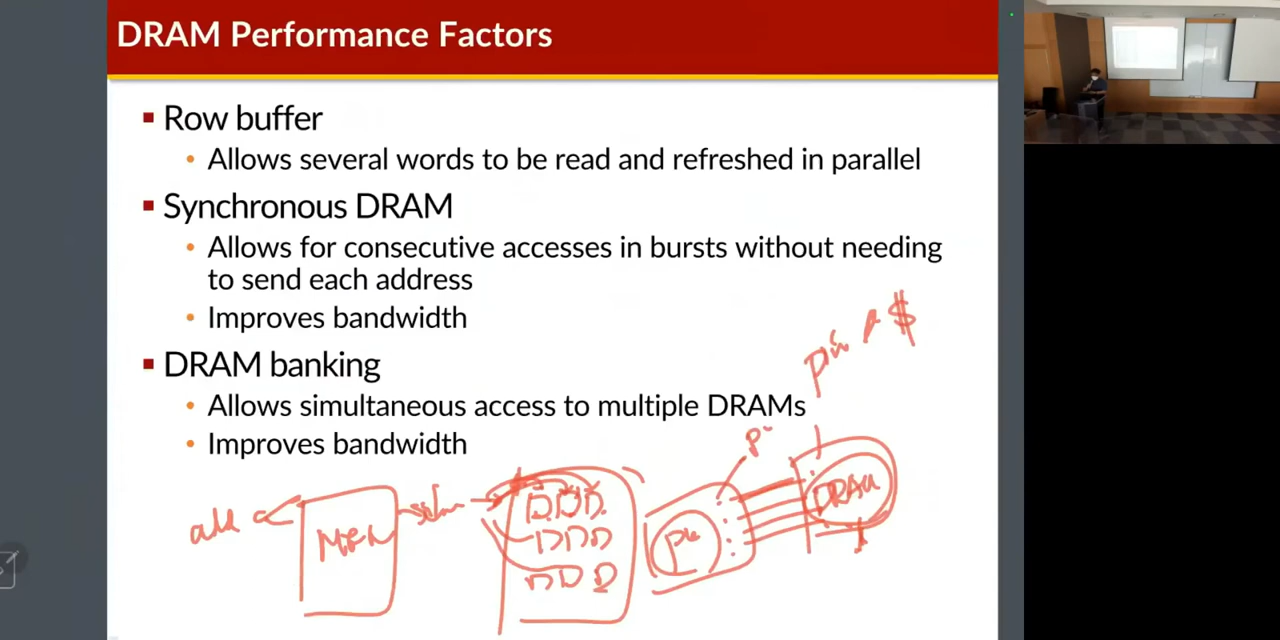 DRAM Performance Factors
▪ Row buffer
• Allows several words to be read and refreshed in parallel
▪ Synchronous DRAM
• Allows for consecutive accesses in bursts without needing
to send each address
• Improves bandwidth
▪ DRAM banking
• Allows simultaneous access to multiple DRAMs
• Improves bandwidth
pin $
DRAM
D D D
D D D
D D D